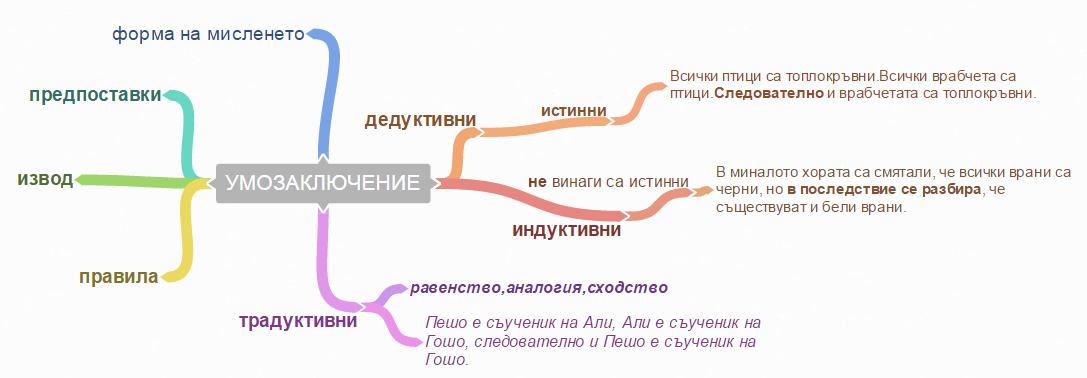 форма на мисленето
предпоставки
извод
правила
УМОЗАКЛЮЧЕНИЕ
дедуктивни
истинни
Всички птици са топлокръвни.Всички врабчета са
птици.Следователно и врабчетата са топлокръвни.
не винаги са истинни
индуктивни
В миналото хората са смятали, че всички врани са
черни, но в последствие се разбира, че
съществуват и бели врани.
традуктивни
равенство,аналогия,сходство
Пешо е съученик на Али, Али е съученик на
Гошо, следователно и Пешо е съученик на
Гошо.